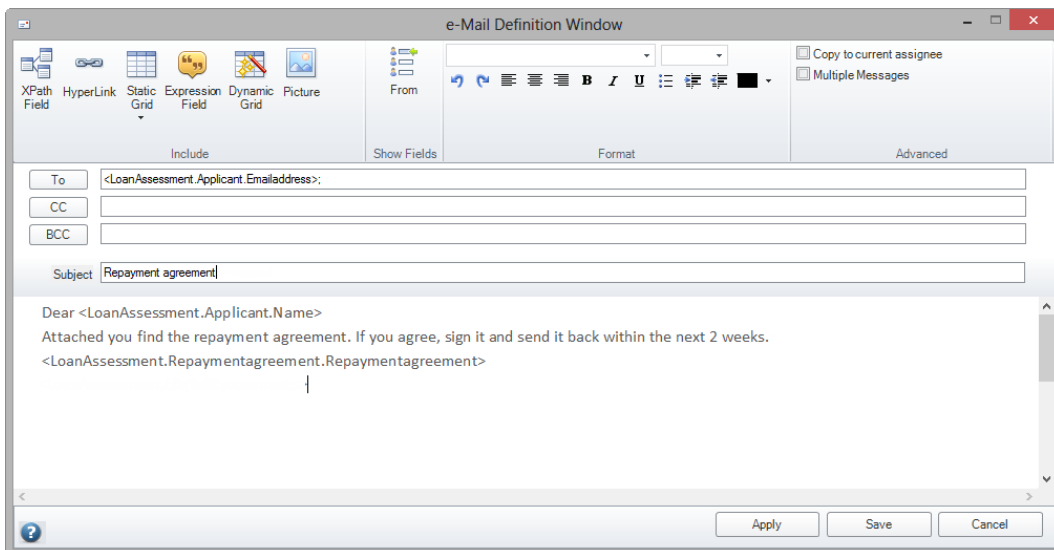 e-Mail Definition Window
XPath Field
HyperLink
Static Grid
Expression Field
Dynamic Grid
Picture
Include
From
Show Fields
B I U
Format
Copy to current assignee
Multiple Messages
Advanced
To <LoanAssessment.Applicant.Emailaddress>;
CC
BCC
Subject Repayment agreement
Dear <LoanAssessment.Applicant.Name>
Attached you find the repayment agreement. If you agree, sign it and send it back within the next 2 weeks.
<LoanAssessment.Repaymentagreement.Repaymentagreement>
?
Apply Save Cancel